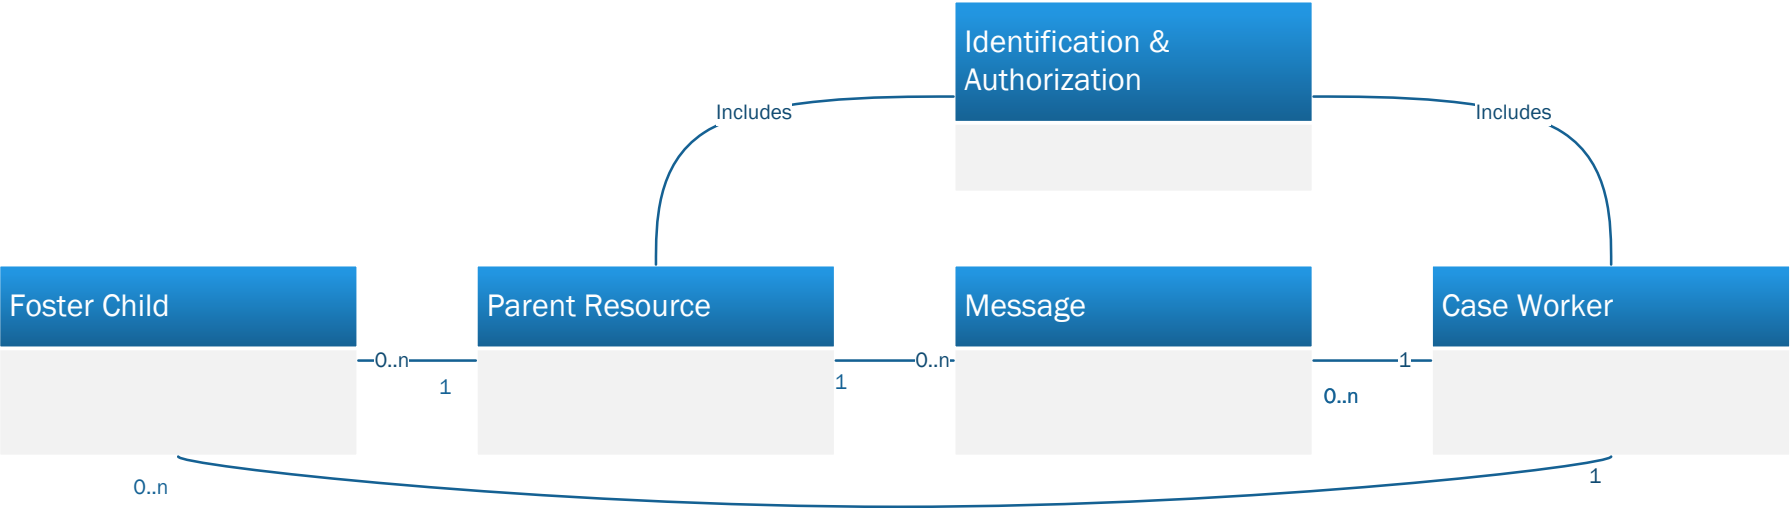 Identification &
Authorization
Includes
Includes
Foster Child
Parent Resource
Message
Case Worker
0..n
1
0..n
1
1
0..n
0..n
1